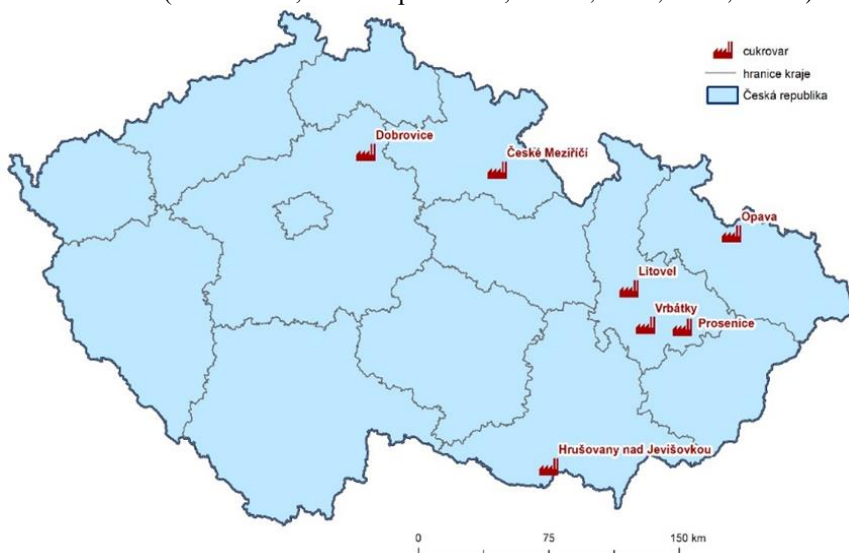 cukrovar
hranice kraje
Česká republika
Dobrovice
České Meziříčí
Opava
Litovel
Vrbátky
Prosenice
Hrušovany nad Jevišovkou
0 75 150 km